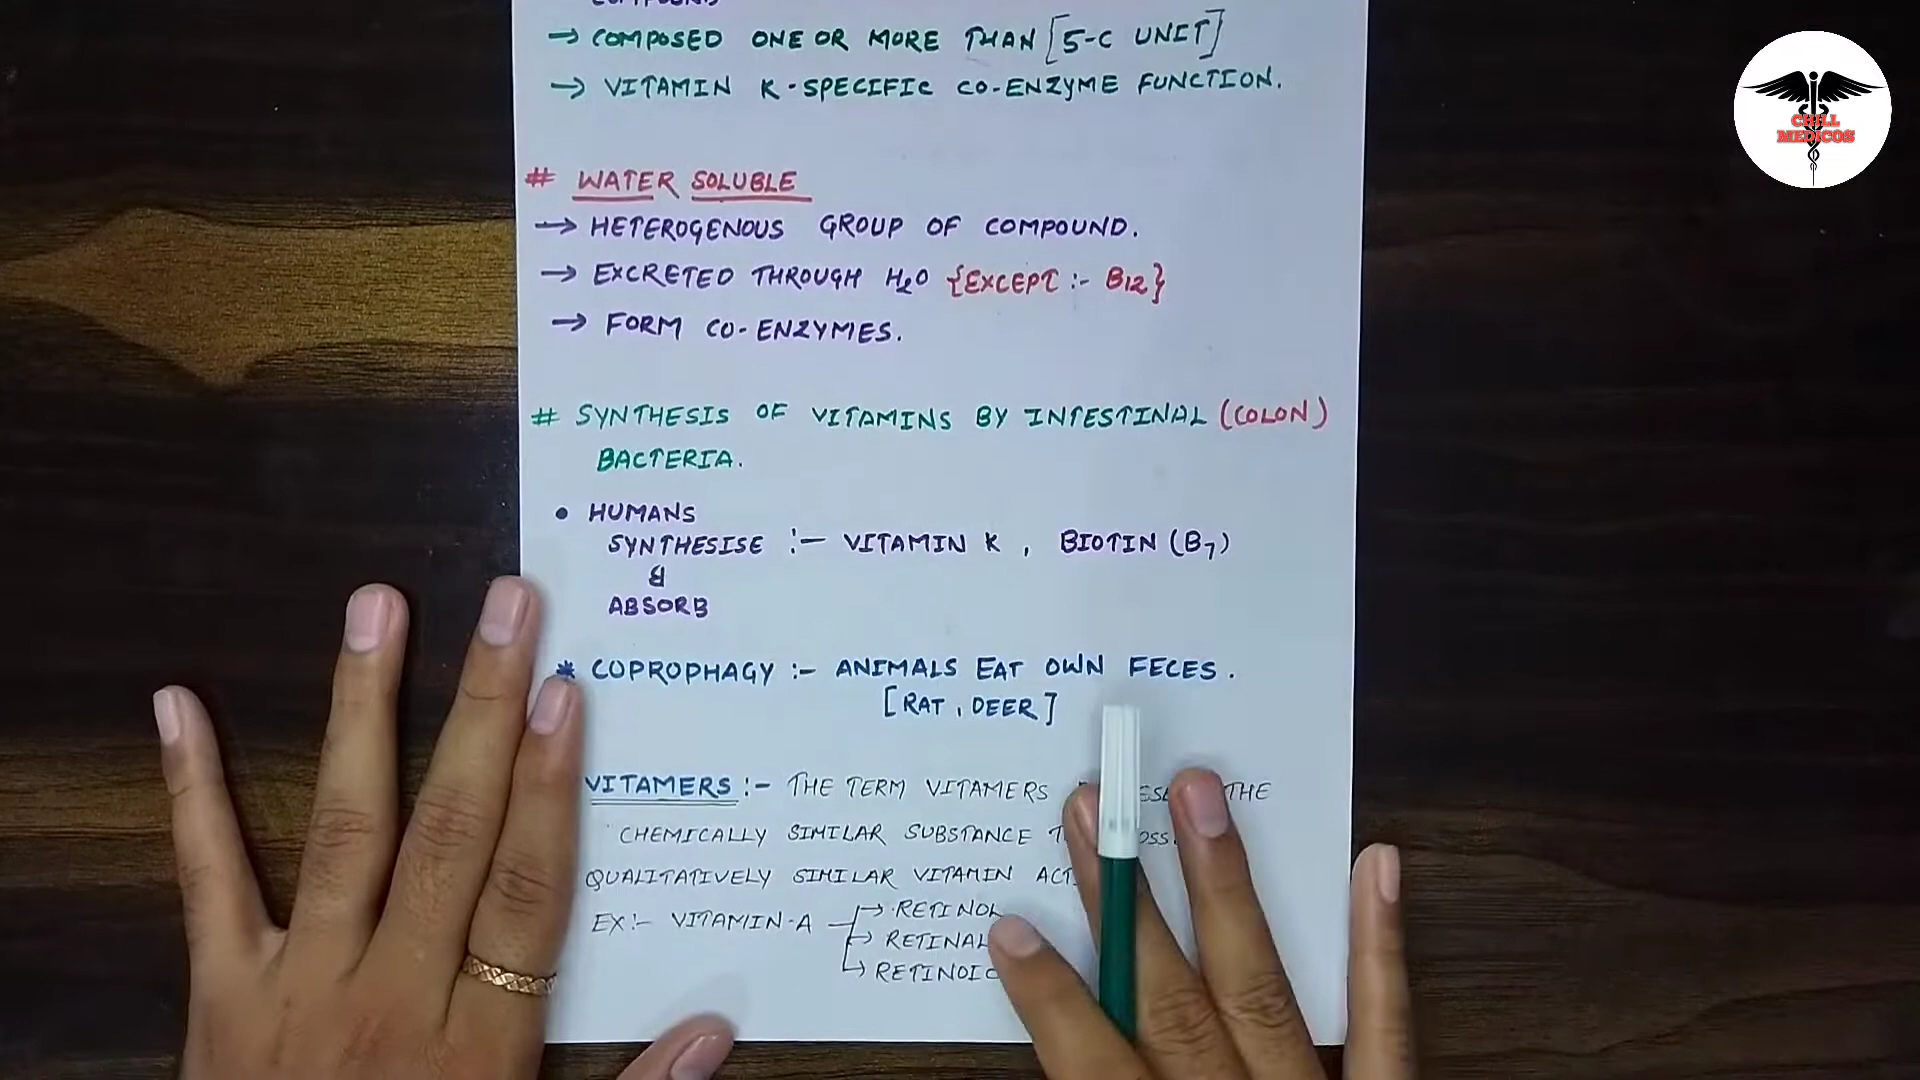 → COMPOSED ONE OR MORE THAN [5-C UNIT]
→ VITAMIN K-SPECIFIC CO-ENZYME FUNCTION.
# WATER SOLUBLE
→ HETEROGENOUS GROUP OF COMPOUND.
→ EXCRETED THROUGH H₂O {EXCEPT :- B12}
→ FORM CO-ENZYMES.
# SYNTHESIS OF VITAMINS BY INTESTINAL (COLON)
BACTERIA.
• HUMANS
SYNTHESISE :- VITAMIN K , BIOTIN (B₇)
&
ABSORB
* COPROPHAGY :- ANIMALS EAT OWN FECES.
[RAT, DEER]
VITAMERS :- THE TERM VITAMERS THE
CHEMICALLY SIMILAR SUBSTANCE
QUALITATIVELY SIMILAR VITAMIN
EX:- VITAMIN-A → RETINOL
→ RETINAL
→ RETINOIC
CHILL
MEDICOS